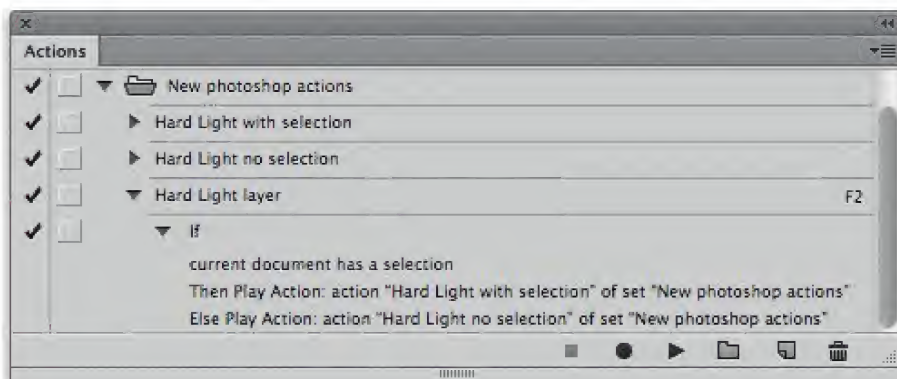 Actions
New photoshop actions
Hard Light with selection
Hard Light no selection
Hard Light layer F2
If
current document has a selection
Then Play Action: action "Hard Light with selection" of set "New photoshop actions"
Else Play Action: action "Hard Light no selection" of set "New photoshop actions"